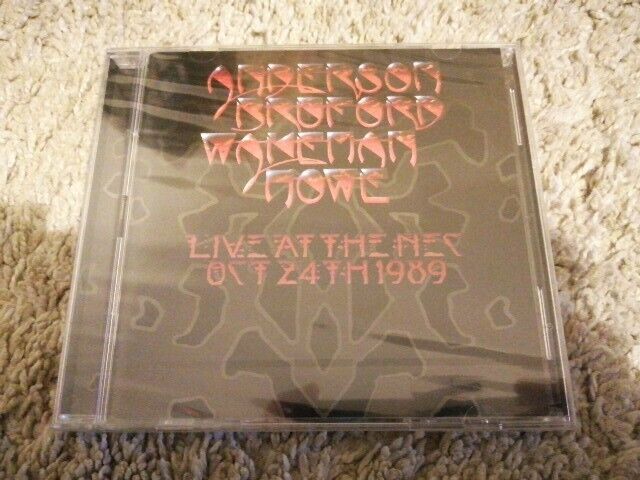 ANDERSON
BRUFORD
WAKEMAN
HOWE
LIVE AT THE NEC
OCT 24TH 1989